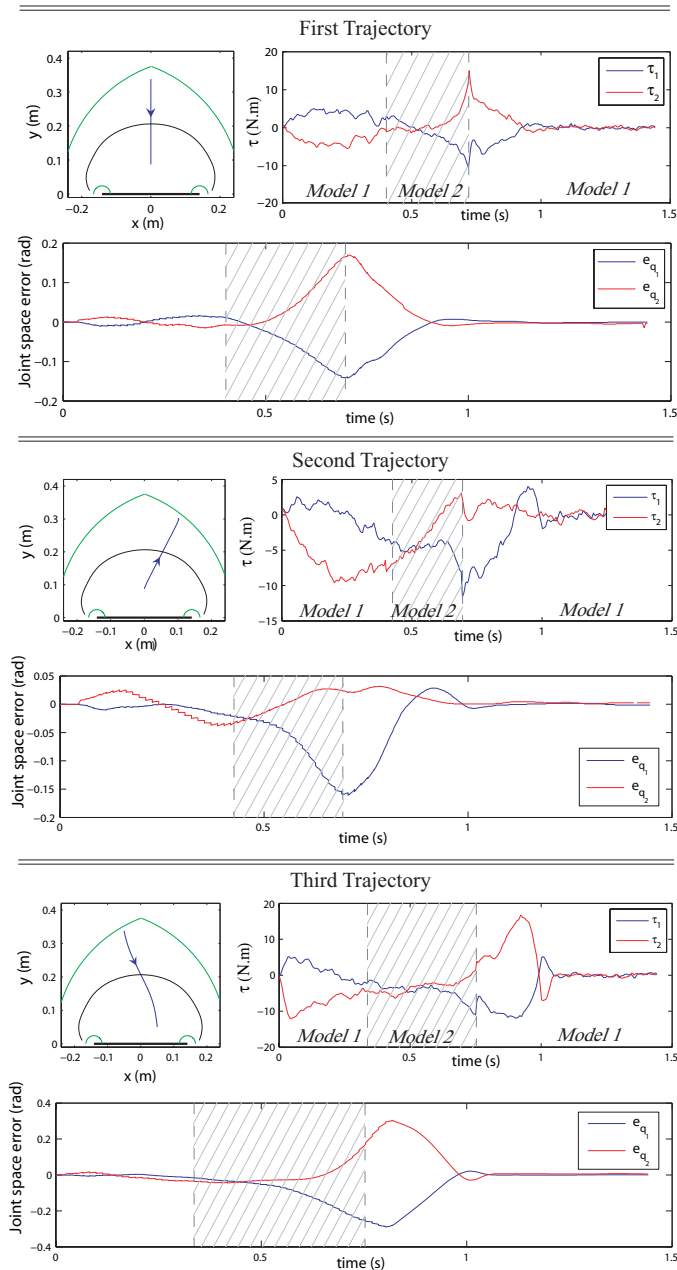 First Trajectory
y (m)
0.4
0.3
0.2
0.1
0
−0.2 −0.1 0 0.1 0.2
x (m)
τ (N.m)
20
10
0
−10
−20
0 0.5 1 1.5
time (s)
τ1
τ2
Model 1 Model 2 Model 1
Joint space error (rad)
0.2
0.1
0
−0.1
−0.2
0 0.5 1 1.5
time (s)
eq1
eq2
Second Trajectory
y (m)
0.4
0.3
0.2
0.1
0
−0.2 −0.1 0 0.1 0.2
x (m)
τ (N.m)
5
0
−5
−10
−15
0 0.5 1 1.5
time (s)
τ1
τ2
Model 1 Model 2 Model 1
Joint space error (rad)
0.05
0
−0.05
−0.1
−0.15
−0.2
0 0.5 1 1.5
time (s)
eq1
eq2
Third Trajectory
y (m)
0.4
0.3
0.2
0.1
0
−0.2 −0.1 0 0.1 0.2
x (m)
τ (N.m)
20
10
0
−10
−20
0 0.5 1 1.5
time (s)
τ1
τ2
Model 1 Model 2 Model 1
Joint space error (rad)
0.4
0.2
0
−0.2
−0.4
0 0.5 1 1.5
time (s)
eq1
eq2